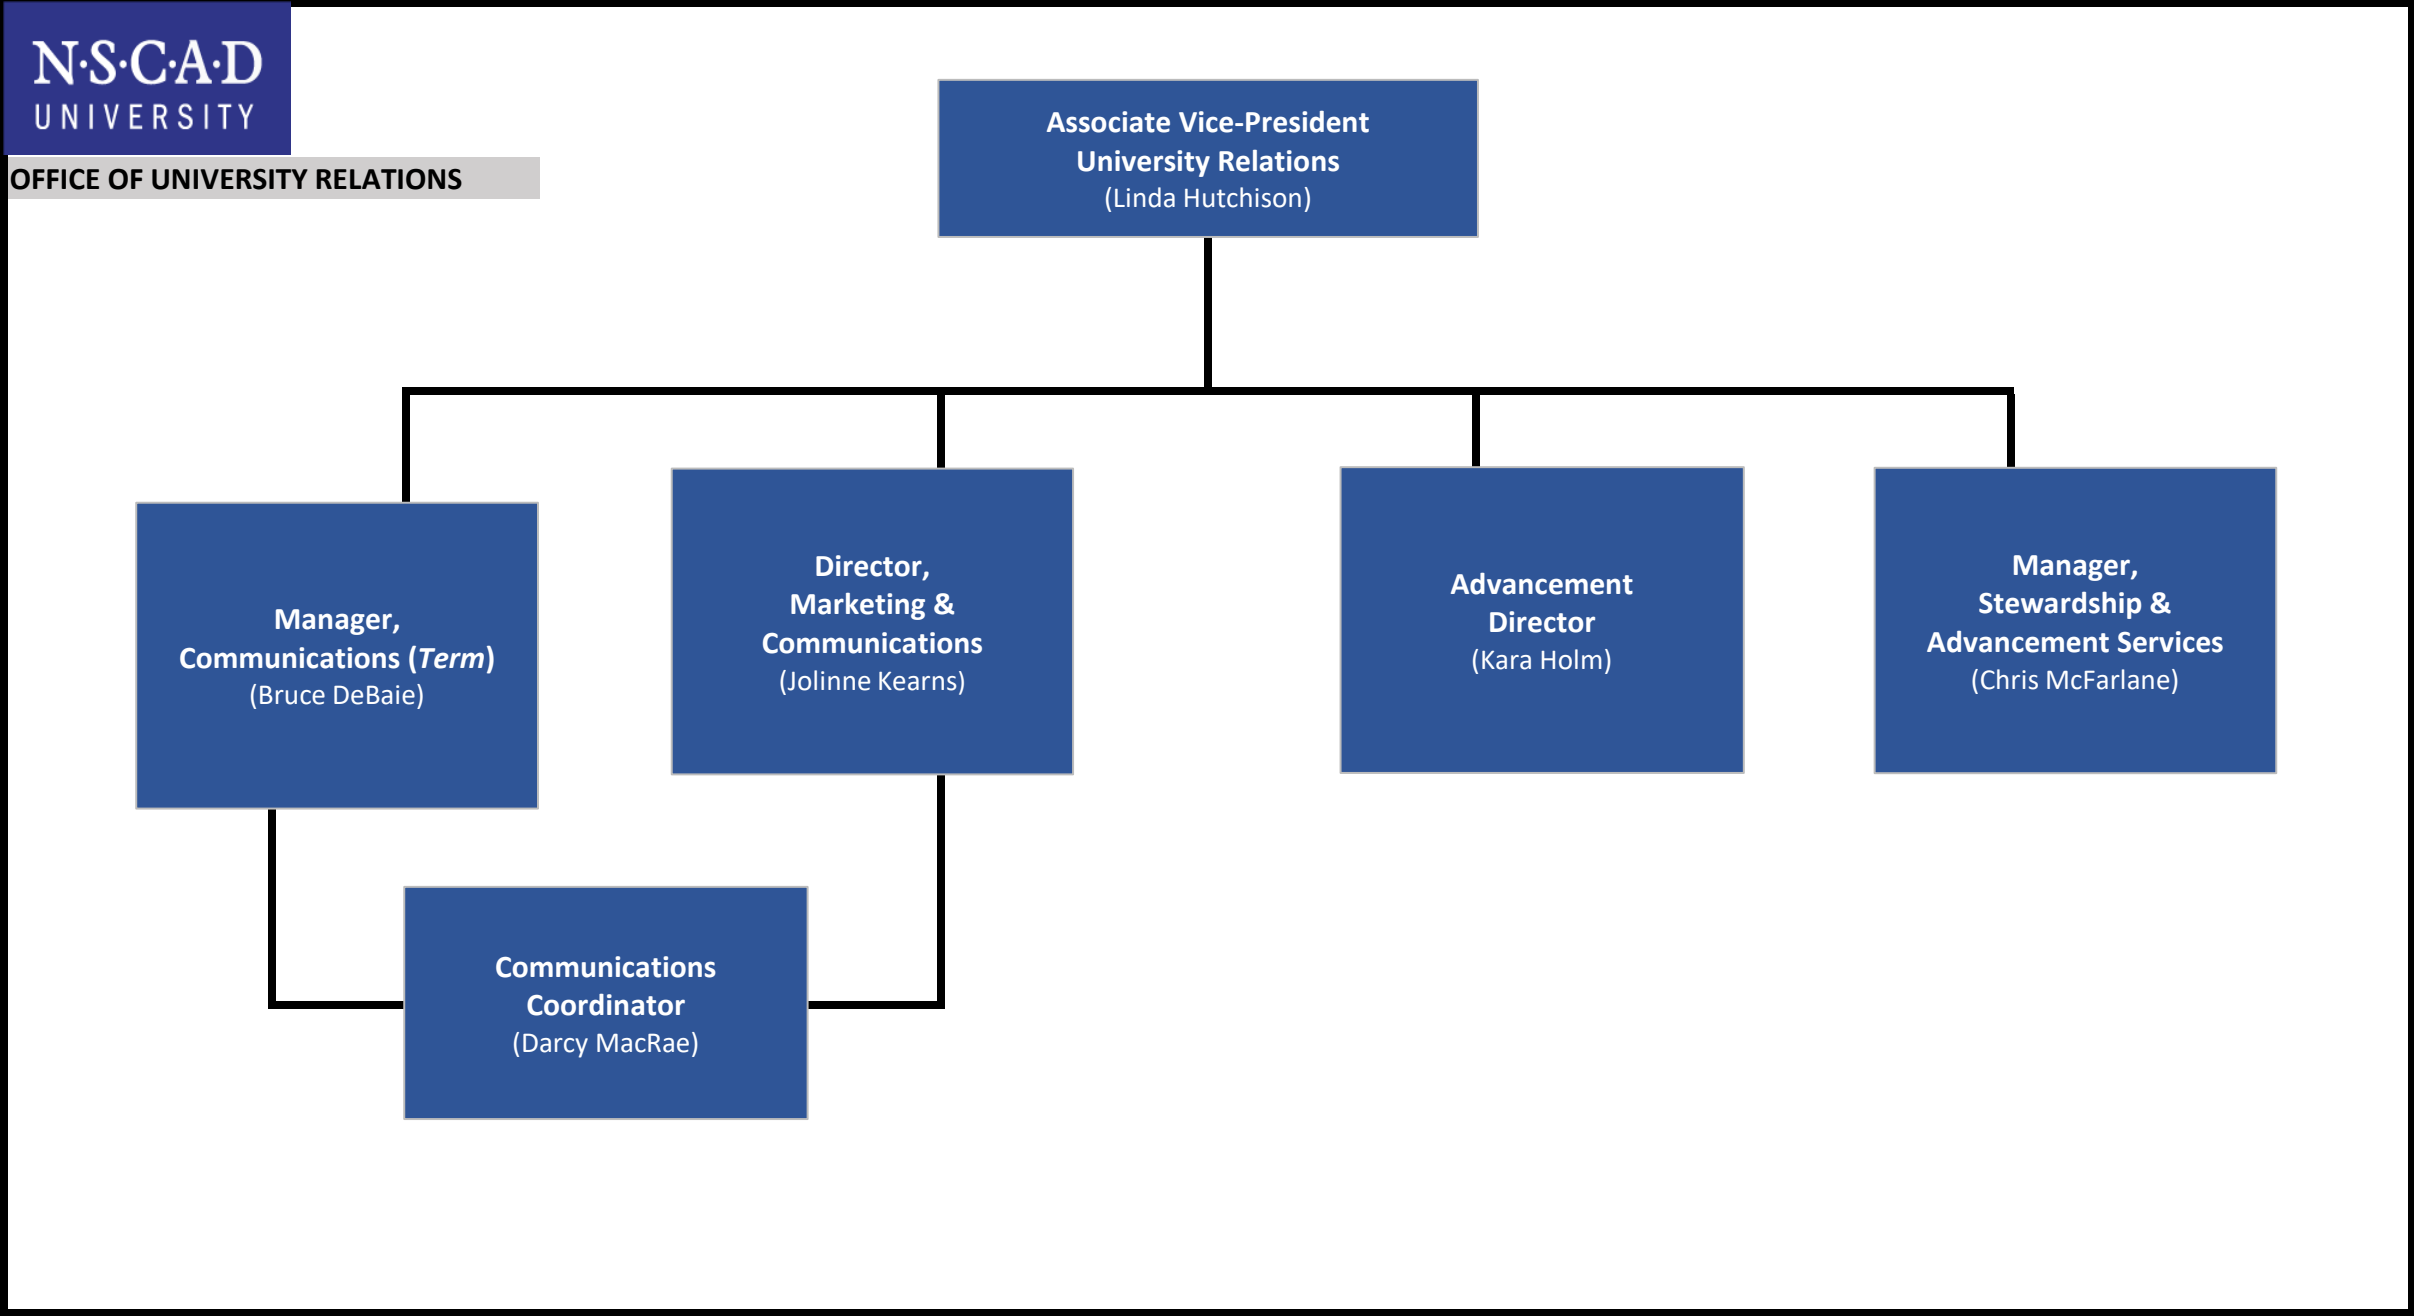 N·S·C·A·D
UNIVERSITY
OFFICE OF UNIVERSITY RELATIONS
Associate Vice-President
University Relations
(Linda Hutchison)
Manager,
Communications (Term)
(Bruce DeBaie)
Director,
Marketing &
Communications
(Jolinne Kearns)
Advancement
Director
(Kara Holm)
Manager,
Stewardship &
Advancement Services
(Chris McFarlane)
Communications
Coordinator
(Darcy MacRae)